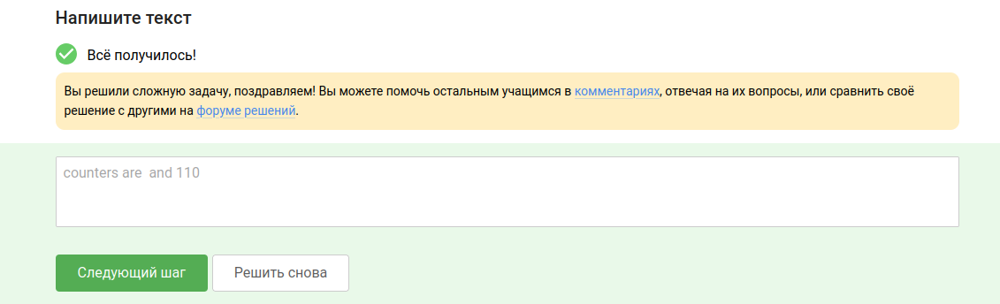 Напишите текст
Всё получилось!
Вы решили сложную задачу, поздравляем! Вы можете помочь остальным учащимся в комментариях, отвечая на их вопросы, или сравнить своё
решение с другими на форуме решений.
counters are  and 110
Следующий шаг Решить снова